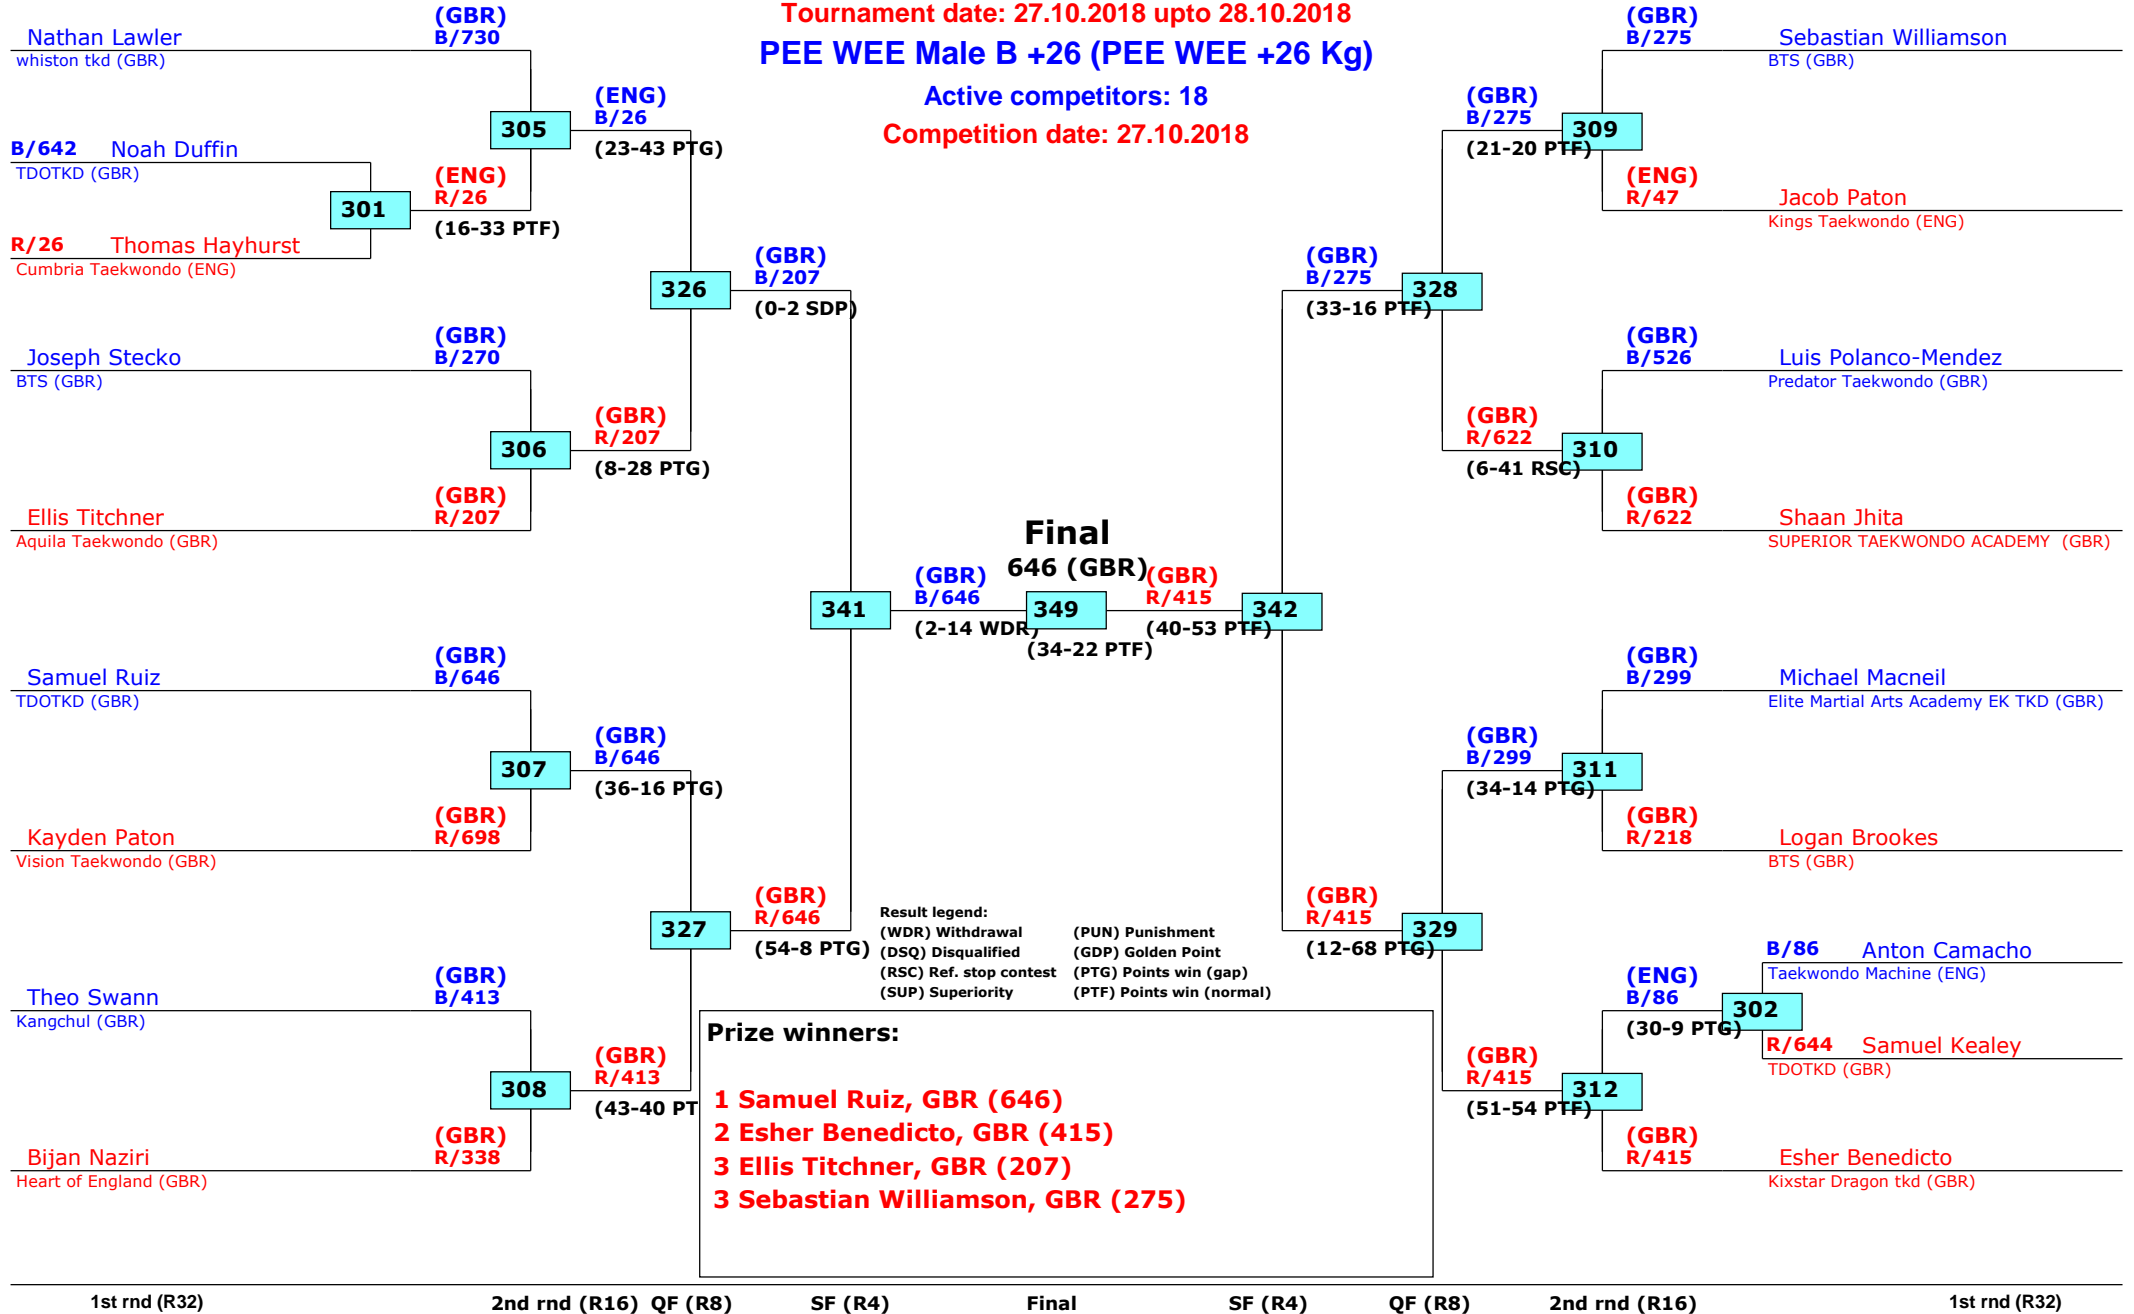 Tournament date: 27.10.2018 upto 28.10.2018
PEE WEE Male B +26 (PEE WEE +26 Kg)
Active competitors: 18
Competition date: 27.10.2018
(GBR)
Nathan Lawler B/730
whiston tkd (GBR)
305
(ENG)
B/26
(23-43 PTG)
B/642 Noah Duffin
TDOTKD (GBR)
301
(ENG)
R/26
(16-33 PTF)
R/26 Thomas Hayhurst
Cumbria Taekwondo (ENG)
326
(GBR)
B/207
(0-2 SDP)
(GBR)
Joseph Stecko B/270
BTS (GBR)
306
(GBR)
R/207
(8-28 PTG)
(GBR)
Ellis Titchner R/207
Aquila Taekwondo (GBR)
341
(GBR)
B/646
(2-14 WDR)
(GBR)
Samuel Ruiz B/646
TDOTKD (GBR)
307
(GBR)
B/646
(36-16 PTG)
(GBR)
Kayden Paton R/698
Vision Taekwondo (GBR)
327
(GBR)
R/646
(54-8 PTG)
(GBR)
Theo Swann B/413
Kangchul (GBR)
308
(GBR)
R/413
(43-40 PT
(GBR)
Bijan Naziri R/338
Heart of England (GBR)
Final
646 (GBR)
349
(34-22 PTF)
(GBR)
R/415
(40-53 PTF)
342
(GBR)
B/275 Sebastian Williamson
BTS (GBR)
(GBR)
B/275
(21-20 PTF)
309
(ENG)
R/47 Jacob Paton
Kings Taekwondo (ENG)
(GBR)
B/275
(33-16 PTF)
328
(GBR)
B/526 Luis Polanco-Mendez
Predator Taekwondo (GBR)
(GBR)
R/622
(6-41 RSC)
310
(GBR)
R/622 Shaan Jhita
SUPERIOR TAEKWONDO ACADEMY (GBR)
(GBR)
B/299 Michael Macneil
Elite Martial Arts Academy EK TKD (GBR)
(GBR)
B/299
(34-14 PTG)
311
(GBR)
R/218 Logan Brookes
BTS (GBR)
(GBR)
R/415
(12-68 PTG)
329
B/86 Anton Camacho
Taekwondo Machine (ENG)
(ENG)
B/86
(30-9 PTG)
302
R/644 Samuel Kealey
TDOTKD (GBR)
(GBR)
R/415
(51-54 PTF)
312
(GBR)
R/415 Esher Benedicto
Kixstar Dragon tkd (GBR)
Result legend:
(WDR) Withdrawal (PUN) Punishment
(DSQ) Disqualified (GDP) Golden Point
(RSC) Ref. stop contest (PTG) Points win (gap)
(SUP) Superiority (PTF) Points win (normal)
Prize winners:
1 Samuel Ruiz, GBR (646)
2 Esher Benedicto, GBR (415)
3 Ellis Titchner, GBR (207)
3 Sebastian Williamson, GBR (275)
1st rnd (R32) 2nd rnd (R16) QF (R8) SF (R4) Final SF (R4) QF (R8) 2nd rnd (R16) 1st rnd (R32)